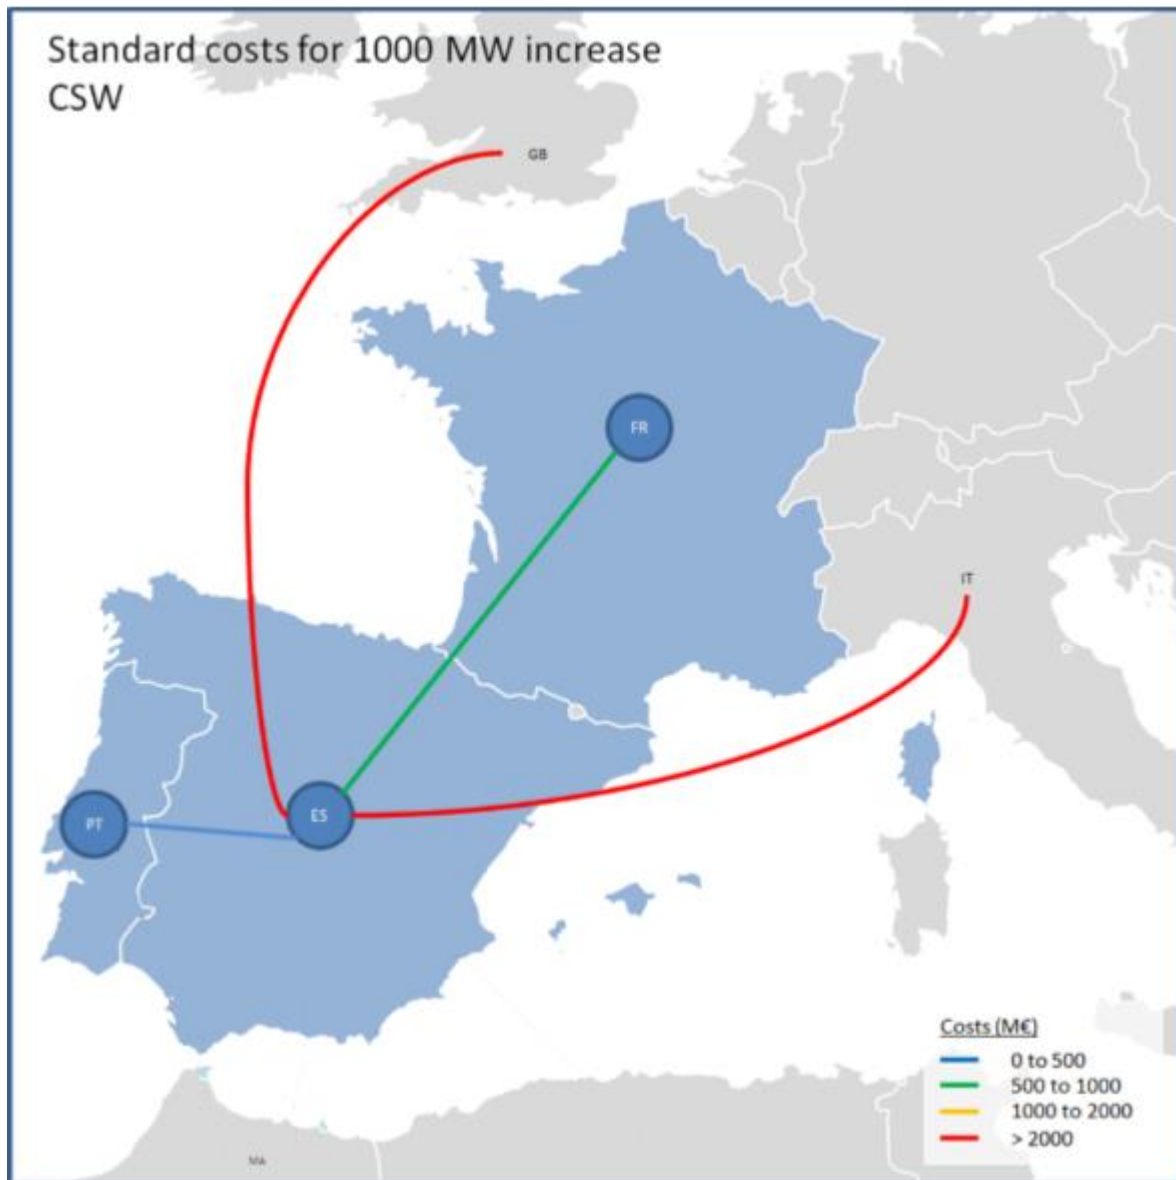 Standard costs for 1000 MW increase
CSW
GB
FR
IT
ES
PT
MA
Costs (M€)
0 to 500
500 to 1000
1000 to 2000
> 2000